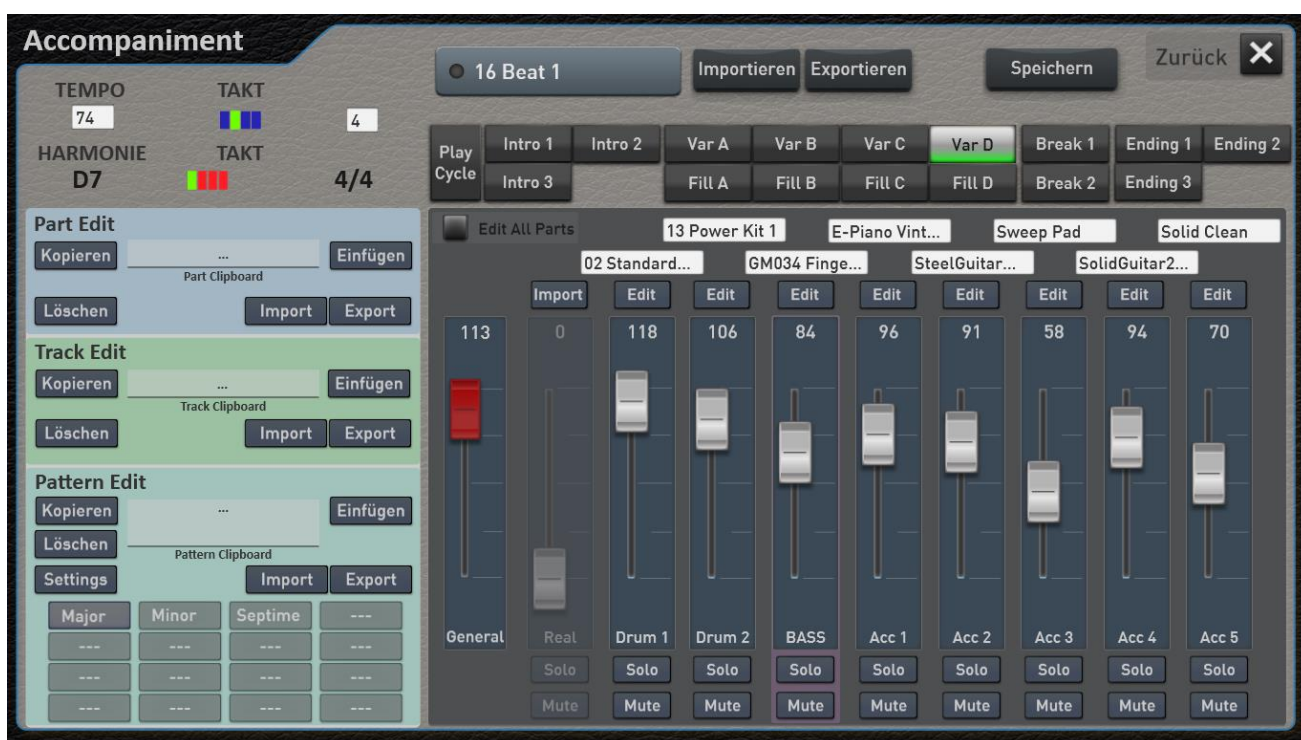 Accompaniment
16 Beat 1
Importieren
Exportieren
Speichern
Zurück
TEMPO
TAKT
74
4
HARMONIE
TAKT
D7
4/4
Play
Cycle
Intro 1
Intro 2
Var A
Var B
Var C
Var D
Break 1
Ending 1
Ending 2
Intro 3
Fill A
Fill B
Fill C
Fill D
Break 2
Ending 3
Part Edit
Kopieren
...
Einfügen
Part Clipboard
Löschen
Import
Export
Track Edit
Kopieren
...
Einfügen
Track Clipboard
Löschen
Import
Export
Pattern Edit
Kopieren
...
Einfügen
Löschen
Pattern Clipboard
Settings
Import
Export
Major
Minor
Septime
---
---
---
---
---
---
---
---
---
---
---
---
---
Edit All Parts
13 Power Kit 1
E-Piano Vint...
Sweep Pad
Solid Clean
02 Standard...
GM034 Finge...
SteelGuitar...
SolidGuitar2...
Import
Edit
Edit
Edit
Edit
Edit
Edit
Edit
Edit
113
0
118
106
84
96
91
58
94
70
General
Real
Drum 1
Drum 2
BASS
Acc 1
Acc 2
Acc 3
Acc 4
Acc 5
Solo
Solo
Solo
Solo
Solo
Solo
Solo
Solo
Solo
Mute
Mute
Mute
Mute
Mute
Mute
Mute
Mute
Mute